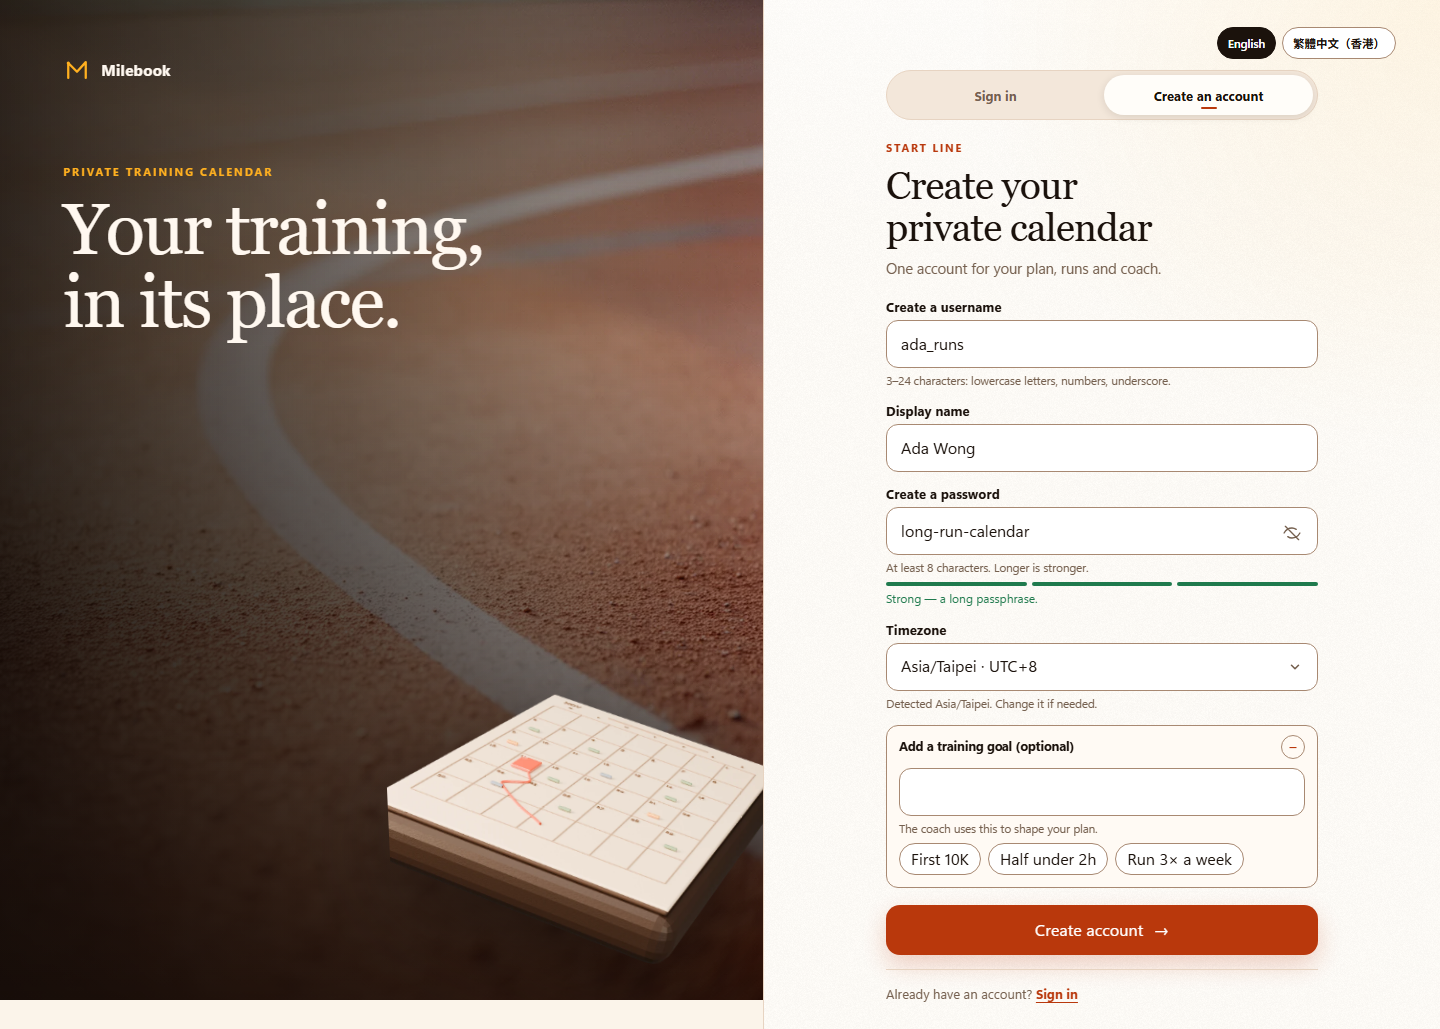 Milebook
PRIVATE TRAINING CALENDAR
Your training,
in its place.
English
繁體中文（香港）
Sign in
Create an account
START LINE
Create your
private calendar
One account for your plan, runs and coach.
Create a username
ada_runs
3–24 characters: lowercase letters, numbers, underscore.
Display name
Ada Wong
Create a password
long-run-calendar
At least 8 characters. Longer is stronger.
Strong — a long passphrase.
Timezone
Asia/Taipei · UTC+8
Detected Asia/Taipei. Change it if needed.
Add a training goal (optional)
The coach uses this to shape your plan.
First 10K
Half under 2h
Run 3× a week
Create account →
Already have an account? Sign in